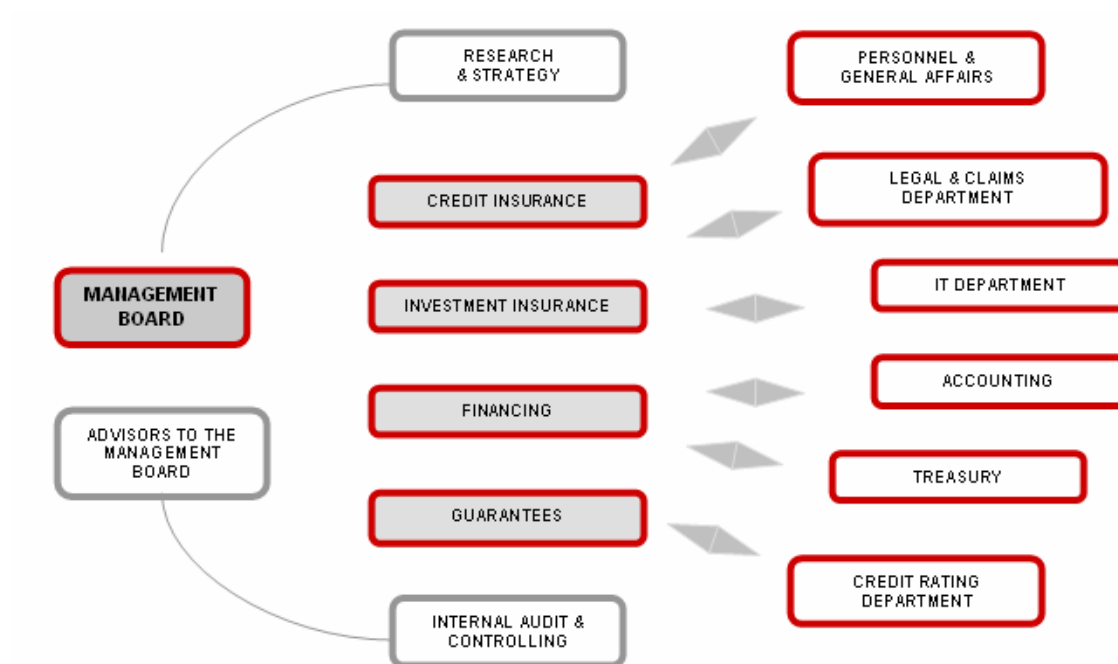 RESEARCH
& STRATEGY
PERSONNEL &
GENERAL AFFAIRS
LEGAL & CLAIMS
DEPARTMENT
CREDIT INSURANCE
MANAGEMENT
BOARD
INVESTMENT INSURANCE
IT DEPARTMENT
ACCOUNTING
FINANCING
ADVISORS TO THE
MANAGEMENT
BOARD
TREASURY
GUARANTEES
CREDIT RATING
DEPARTMENT
INTERNAL AUDIT &
CONTROLLING